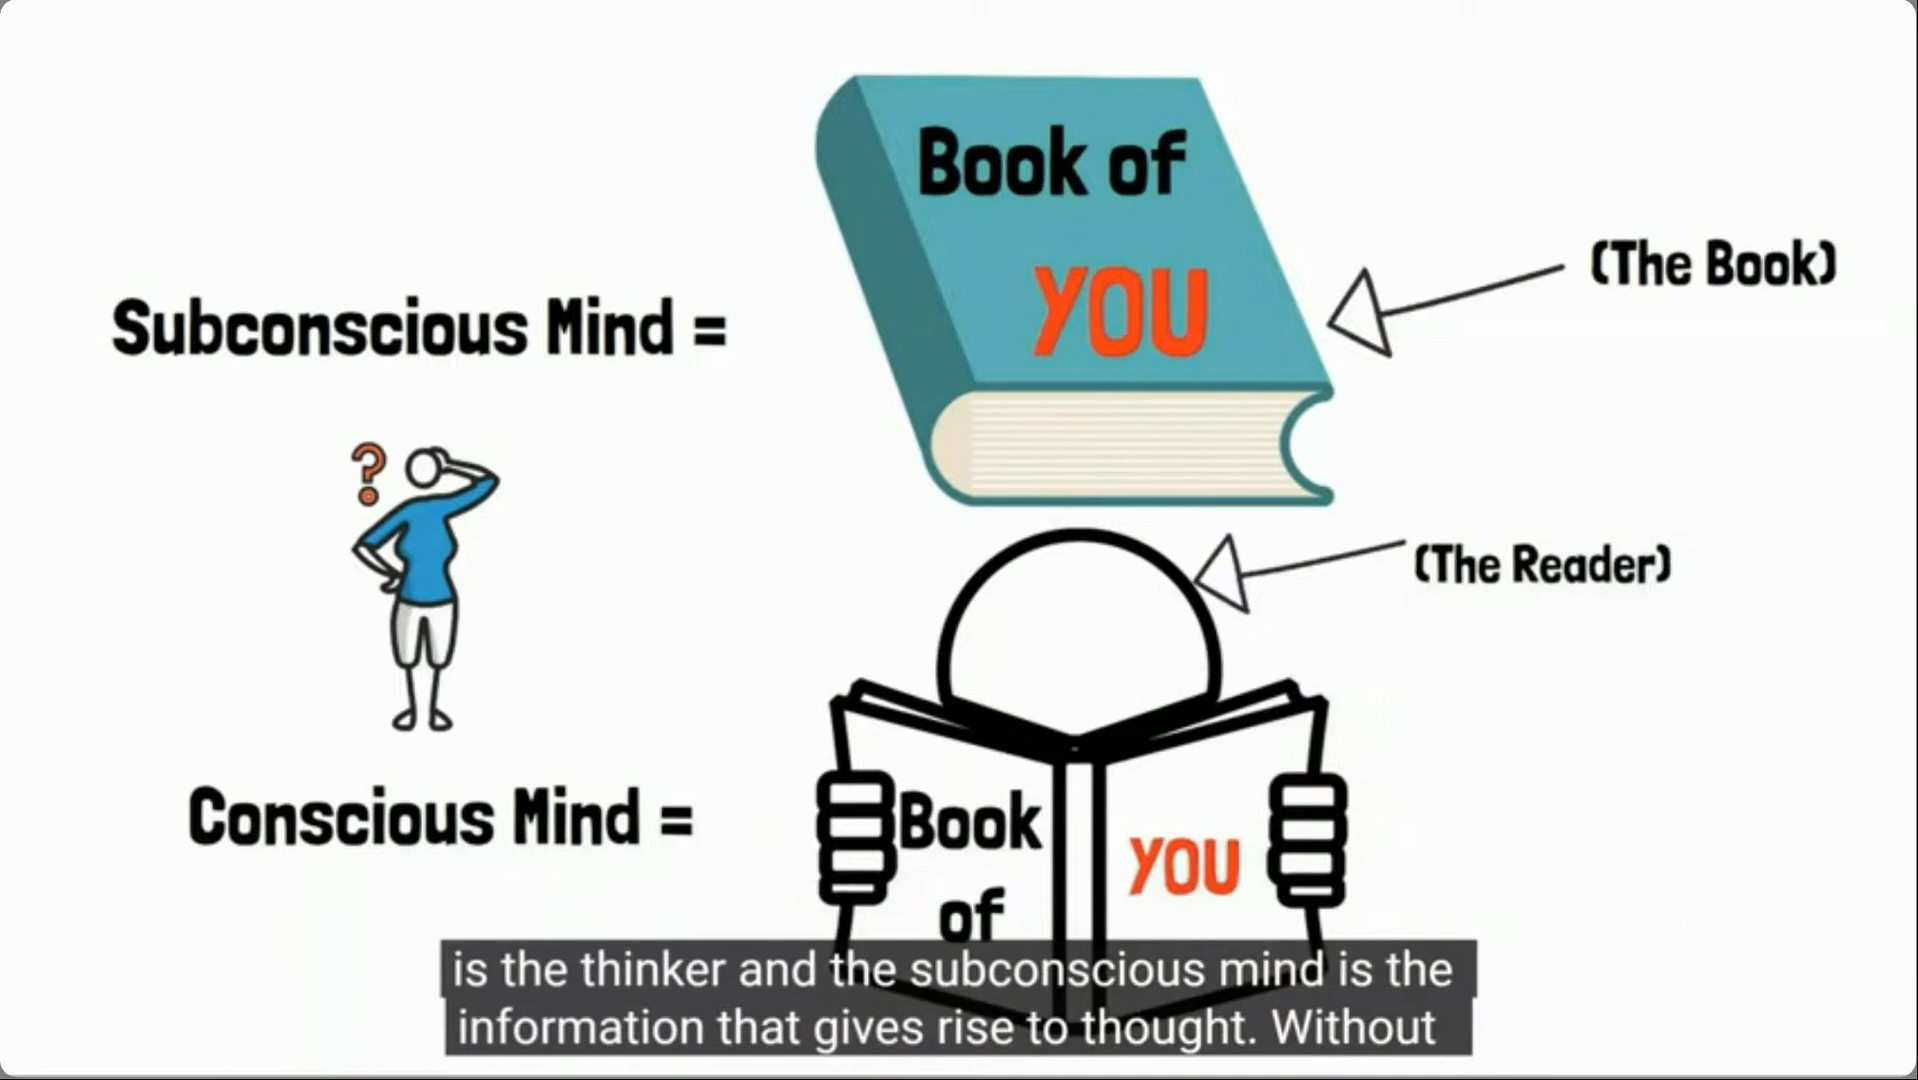 Book of
YOU
(The Book)
Subconscious Mind =
?
(The Reader)
Conscious Mind =
Book
of
YOU
is the thinker and the subconscious mind is the
information that gives rise to thought. Without